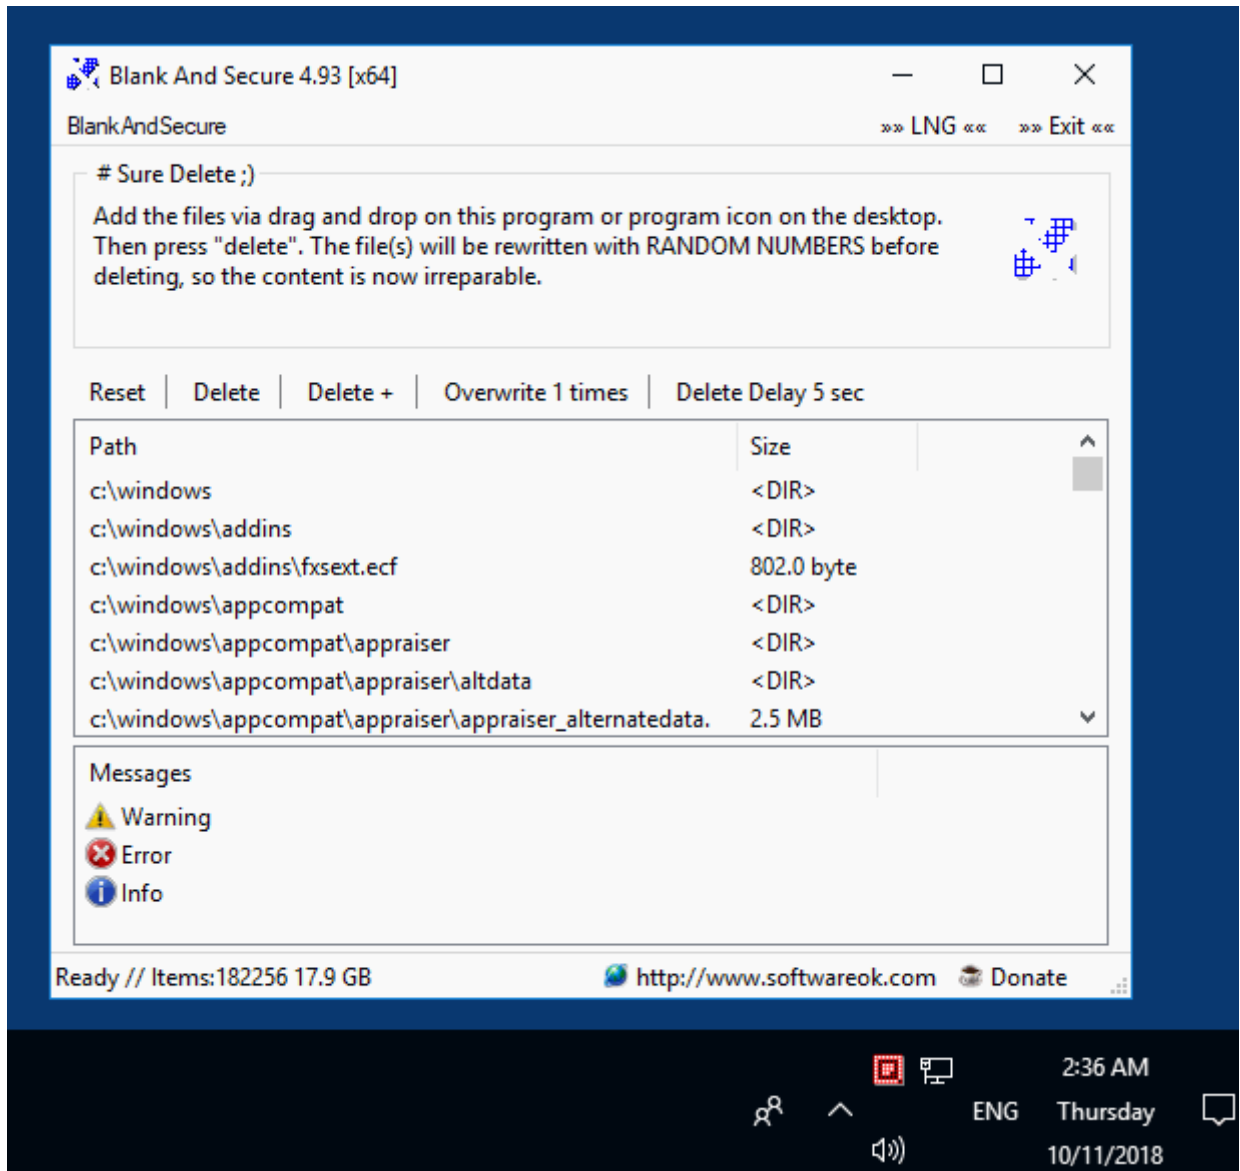 Blank And Secure 4.93 [x64]
BlankAndSecure »» LNG «« »» Exit ««
# Sure Delete ;)
Add the files via drag and drop on this program or program icon on the desktop.
Then press "delete". The file(s) will be rewritten with RANDOM NUMBERS before
deleting, so the content is now irreparable.
Reset Delete Delete + Overwrite 1 times Delete Delay 5 sec
Path Size
c:\windows <DIR>
c:\windows\addins <DIR>
c:\windows\addins\fxsext.ecf 802.0 byte
c:\windows\appcompat <DIR>
c:\windows\appcompat\appraiser <DIR>
c:\windows\appcompat\appraiser\altdata <DIR>
c:\windows\appcompat\appraiser\appraiser_alternatedata. 2.5 MB
Messages
Warning
Error
Info
Ready // Items:182256 17.9 GB http://www.softwareok.com Donate
2:36 AM
ENG Thursday
10/11/2018